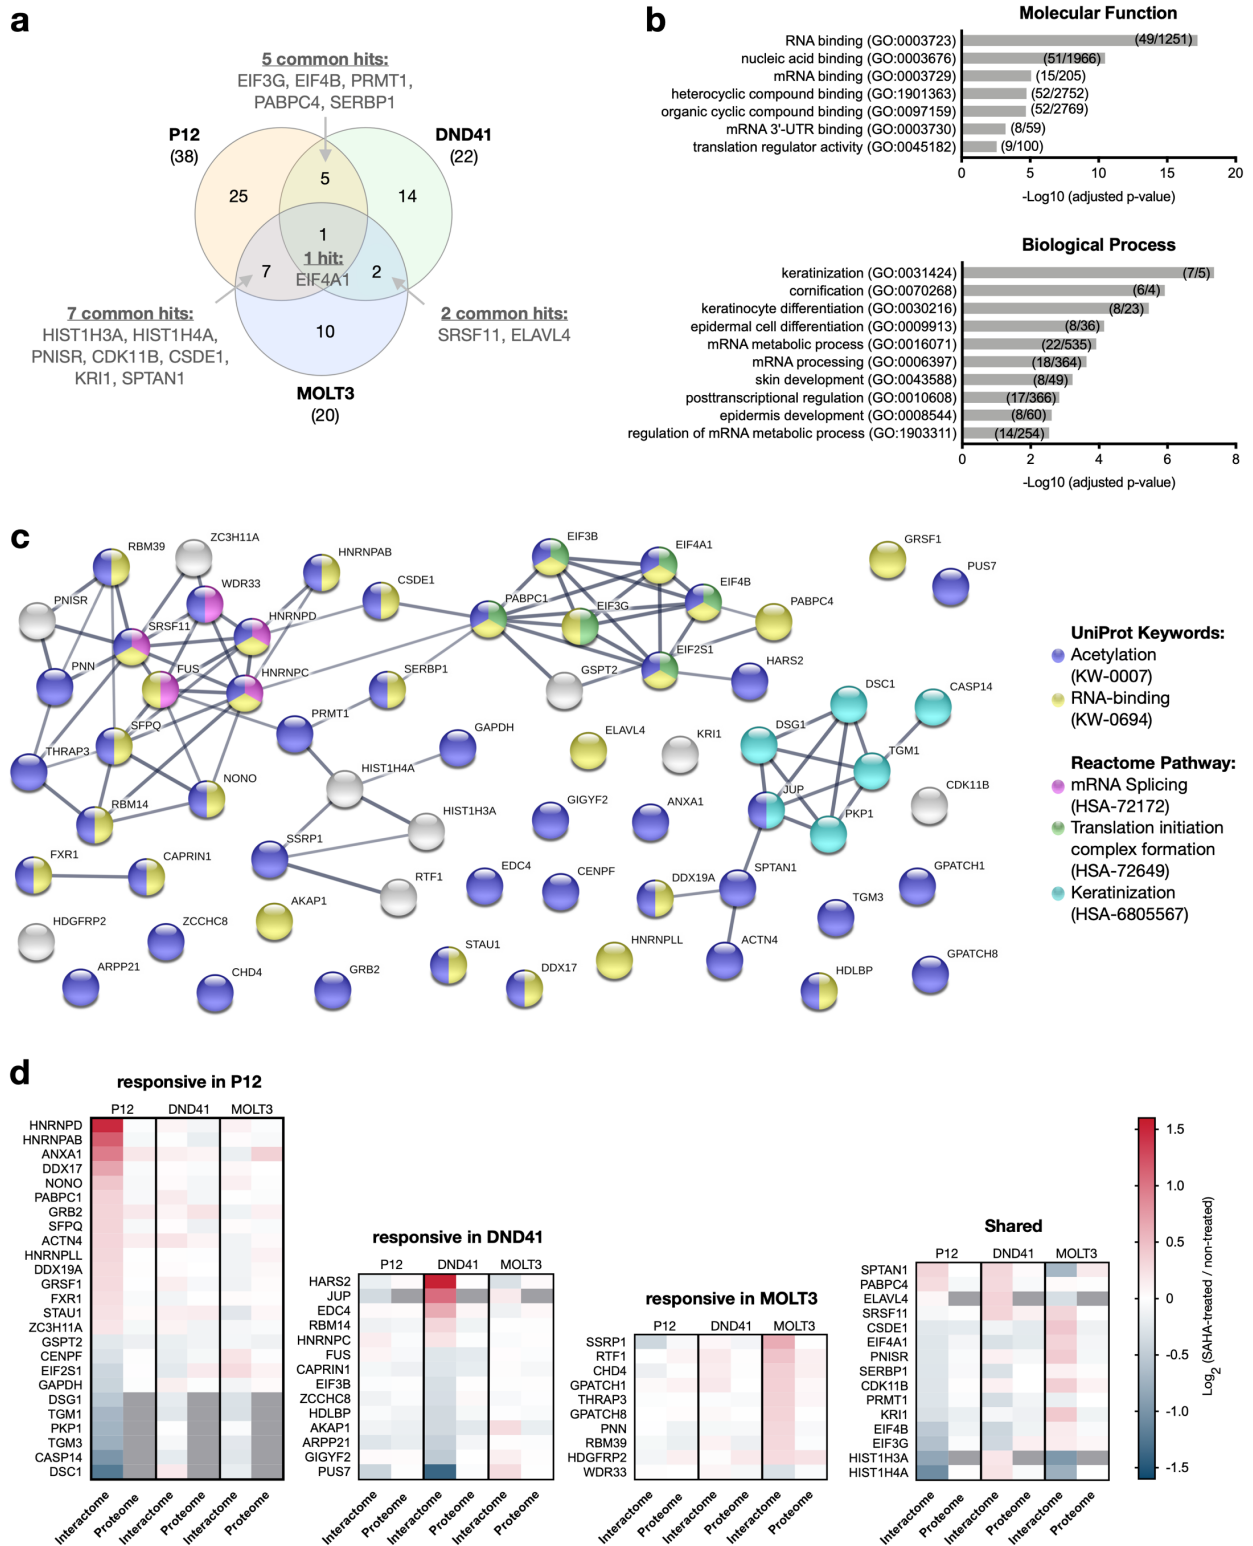 a
5 common hits:
EIF3G, EIF4B, PRMT1,
PABPC4, SERBP1
P12
(38)
DND41
(22)
25
5
14
1
1 hit:
EIF4A1
7
2
10
7 common hits:
HIST1H3A, HIST1H4A,
PNISR, CDK11B, CSDE1,
KRI1, SPTAN1
2 common hits:
SRSF11, ELAVL4
MOLT3
(20)
b
Molecular Function
RNA binding (GO:0003723) (49/1251)
nucleic acid binding (GO:0003676) (51/1966)
mRNA binding (GO:0003729) (15/205)
heterocyclic compound binding (GO:1901363) (52/2752)
organic cyclic compound binding (GO:0097159) (52/2769)
mRNA 3'-UTR binding (GO:0003730) (8/59)
translation regulator activity (GO:0045182) (9/100)
0 5 10 15 20
-Log10 (adjusted p-value)
Biological Process
keratinization (GO:0031424) (7/5)
cornification (GO:0070268) (6/4)
keratinocyte differentiation (GO:0030216) (8/23)
epidermal cell differentiation (GO:0009913) (8/36)
mRNA metabolic process (GO:0016071) (22/535)
mRNA processing (GO:0006397) (18/364)
skin development (GO:0043588) (8/49)
posttranscriptional regulation (GO:0010608) (17/366)
epidermis development (GO:0008544) (8/60)
regulation of mRNA metabolic process (GO:1903311) (14/254)
0 2 4 6 8
-Log10 (adjusted p-value)
c
RBM39
ZC3H11A
HNRNPAB
EIF3B
EIF4A1
GRSF1
PNISR
WDR33
CSDE1
PABPC1
EIF3G
EIF4B
PABPC4
PUS7
SRSF11
HNRNPD
PNN
FUS
HNRNPC
SERBP1
GSPT2
EIF2S1
HARS2
DSC1
CASP14
SFPQ
PRMT1
GAPDH
ELAVL4
KRI1
DSG1
TGM1
THRAP3
HIST1H4A
NONO
RBM14
HIST1H3A
GIGYF2
ANXA1
JUP
PKP1
CDK11B
SSRP1
FXR1
CAPRIN1
RTF1
EDC4
CENPF
DDX19A
SPTAN1
GPATCH1
AKAP1
TGM3
HDGFRP2
ZCCHC8
STAU1
HNRNPLL
ACTN4
ARPP21
CHD4
GRB2
DDX17
HDLBP
GPATCH8
UniProt Keywords:
Acetylation
(KW-0007)
RNA-binding
(KW-0694)
Reactome Pathway:
mRNA Splicing
(HSA-72172)
Translation initiation
complex formation
(HSA-72649)
Keratinization
(HSA-6805567)
d
responsive in P12
P12 DND41 MOLT3
HNRNPD
HNRNPAB
ANXA1
DDX17
NONO
PABPC1
GRB2
SFPQ
ACTN4
HNRNPLL
DDX19A
GRSF1
FXR1
STAU1
ZC3H11A
GSPT2
CENPF
EIF2S1
GAPDH
DSG1
TGM1
PKP1
TGM3
CASP14
DSC1
Interactome Proteome Interactome Proteome Interactome Proteome
responsive in DND41
P12 DND41 MOLT3
HARS2
JUP
EDC4
RBM14
HNRNPC
FUS
CAPRIN1
EIF3B
ZCCHC8
HDLBP
AKAP1
ARPP21
GIGYF2
PUS7
Interactome Proteome Interactome Proteome Interactome Proteome
responsive in MOLT3
P12 DND41 MOLT3
SSRP1
RTF1
CHD4
GPATCH1
THRAP3
GPATCH8
PNN
RBM39
HDGFRP2
WDR33
Interactome Proteome Interactome Proteome Interactome Proteome
Shared
P12 DND41 MOLT3
SPTAN1
PABPC4
ELAVL4
SRSF11
CSDE1
EIF4A1
PNISR
SERBP1
CDK11B
PRMT1
KRI1
EIF4B
EIF3G
HIST1H3A
HIST1H4A
Interactome Proteome Interactome Proteome Interactome Proteome
1.5
1.0
0.5
0
-0.5
-1.0
-1.5
Log2 (SAHA-treated / non-treated)